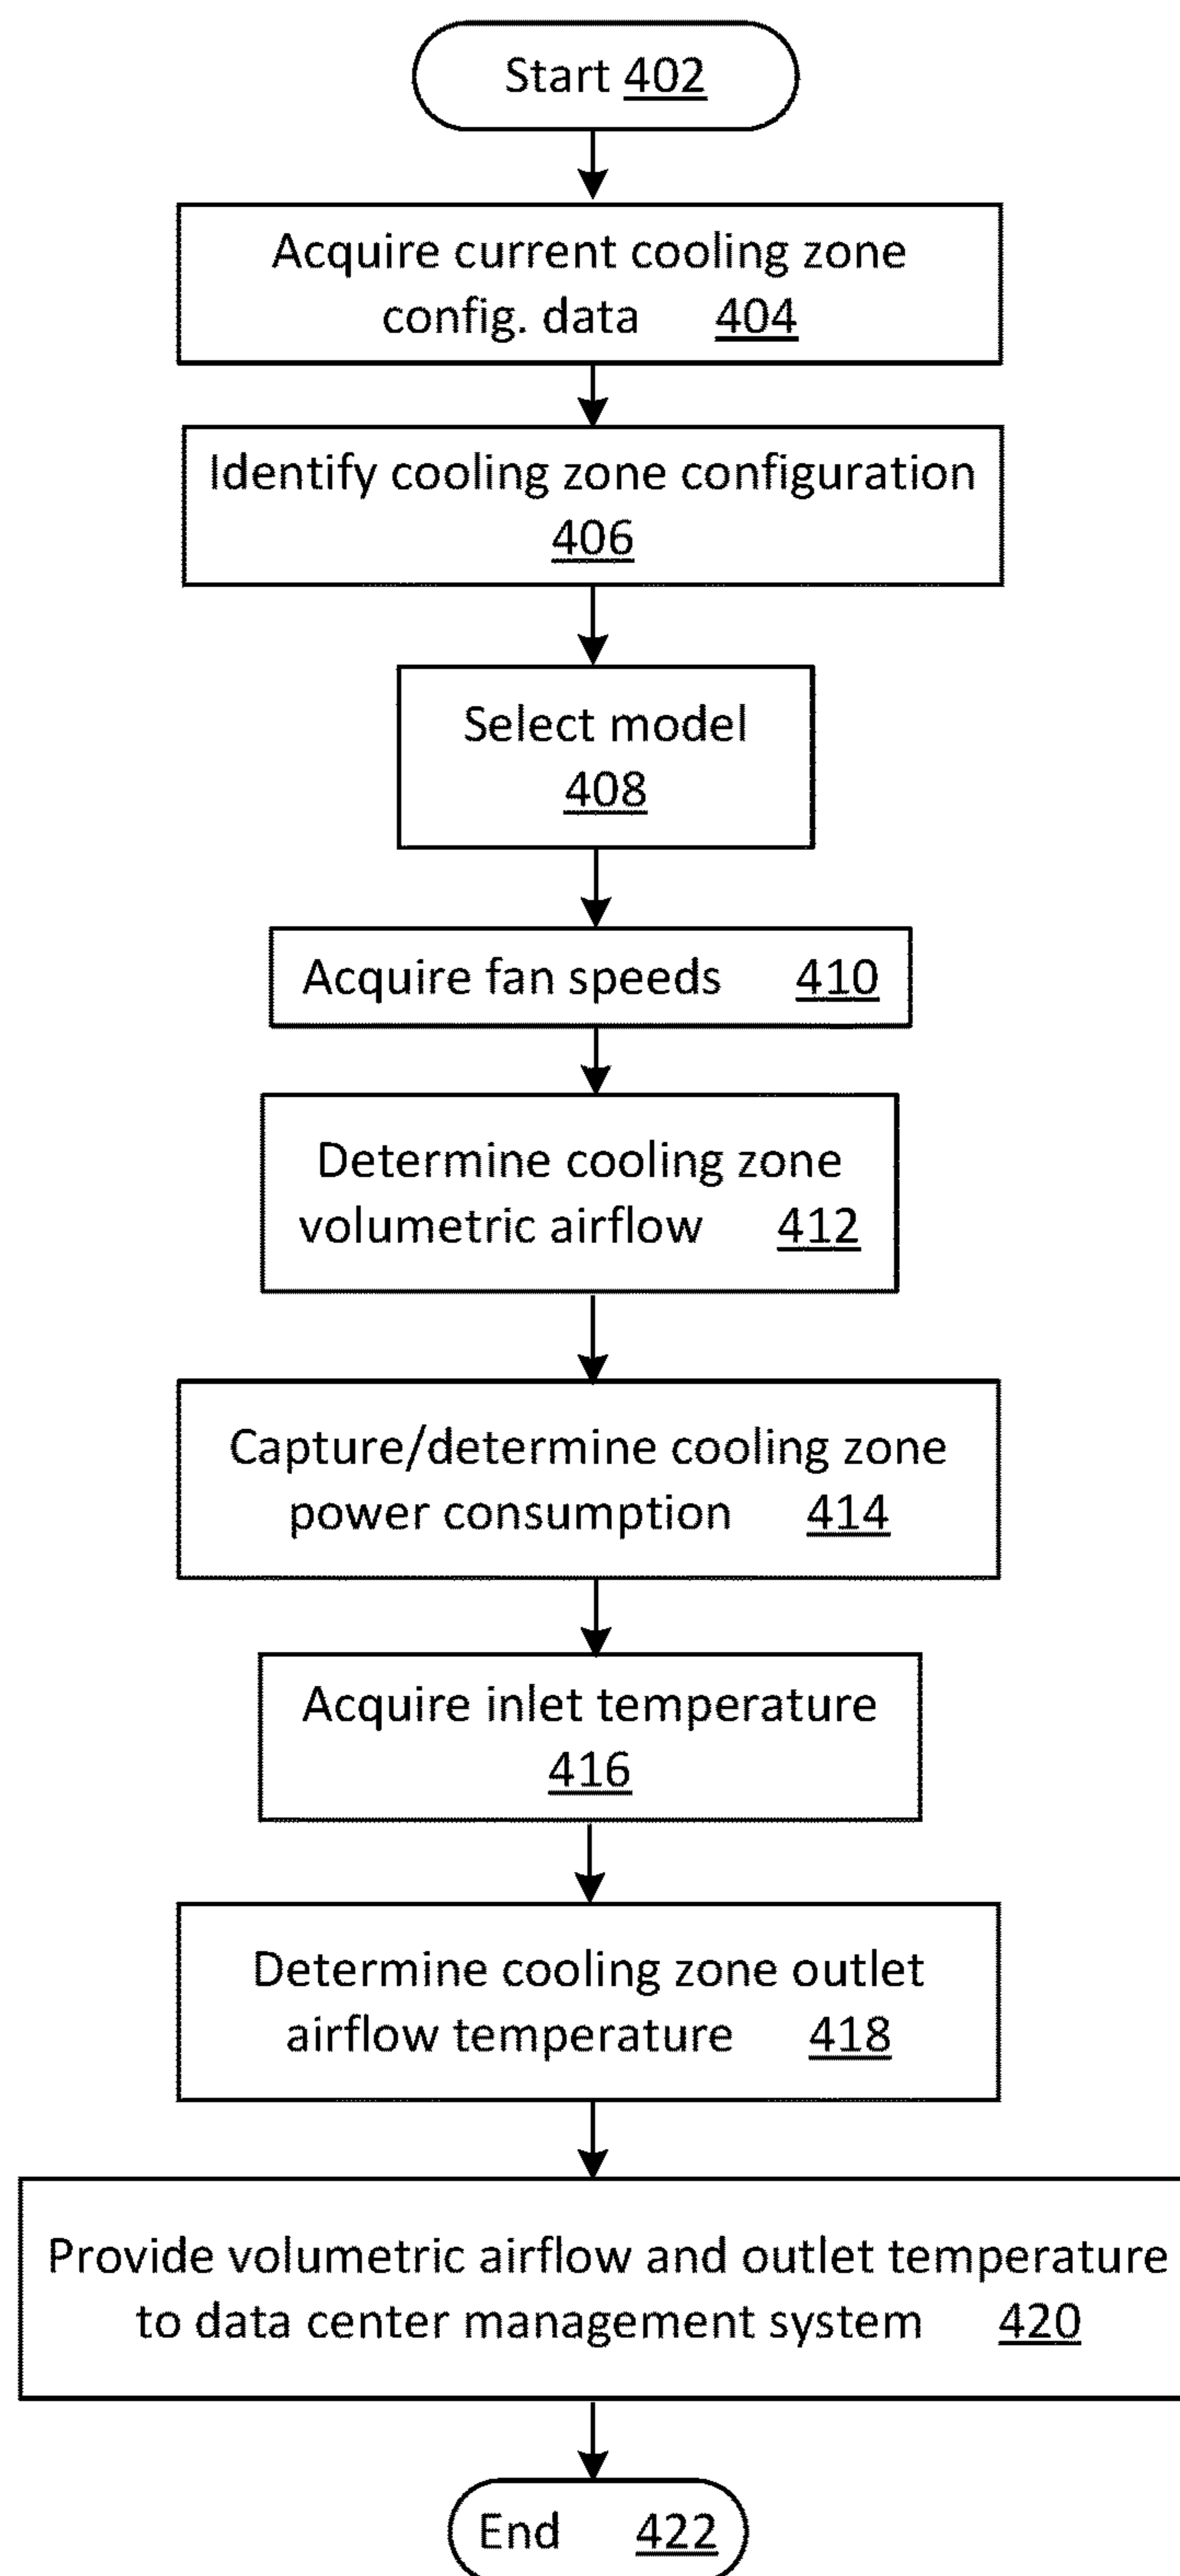 Start 402
Acquire current cooling zone
config. data 404
Identify cooling zone configuration
406
Select model
408
Acquire fan speeds 410
Determine cooling zone
volumetric airflow 412
Capture/determine cooling zone
power consumption 414
Acquire inlet temperature
416
Determine cooling zone outlet
airflow temperature 418
Provide volumetric airflow and outlet temperature
to data center management system 420
End 422